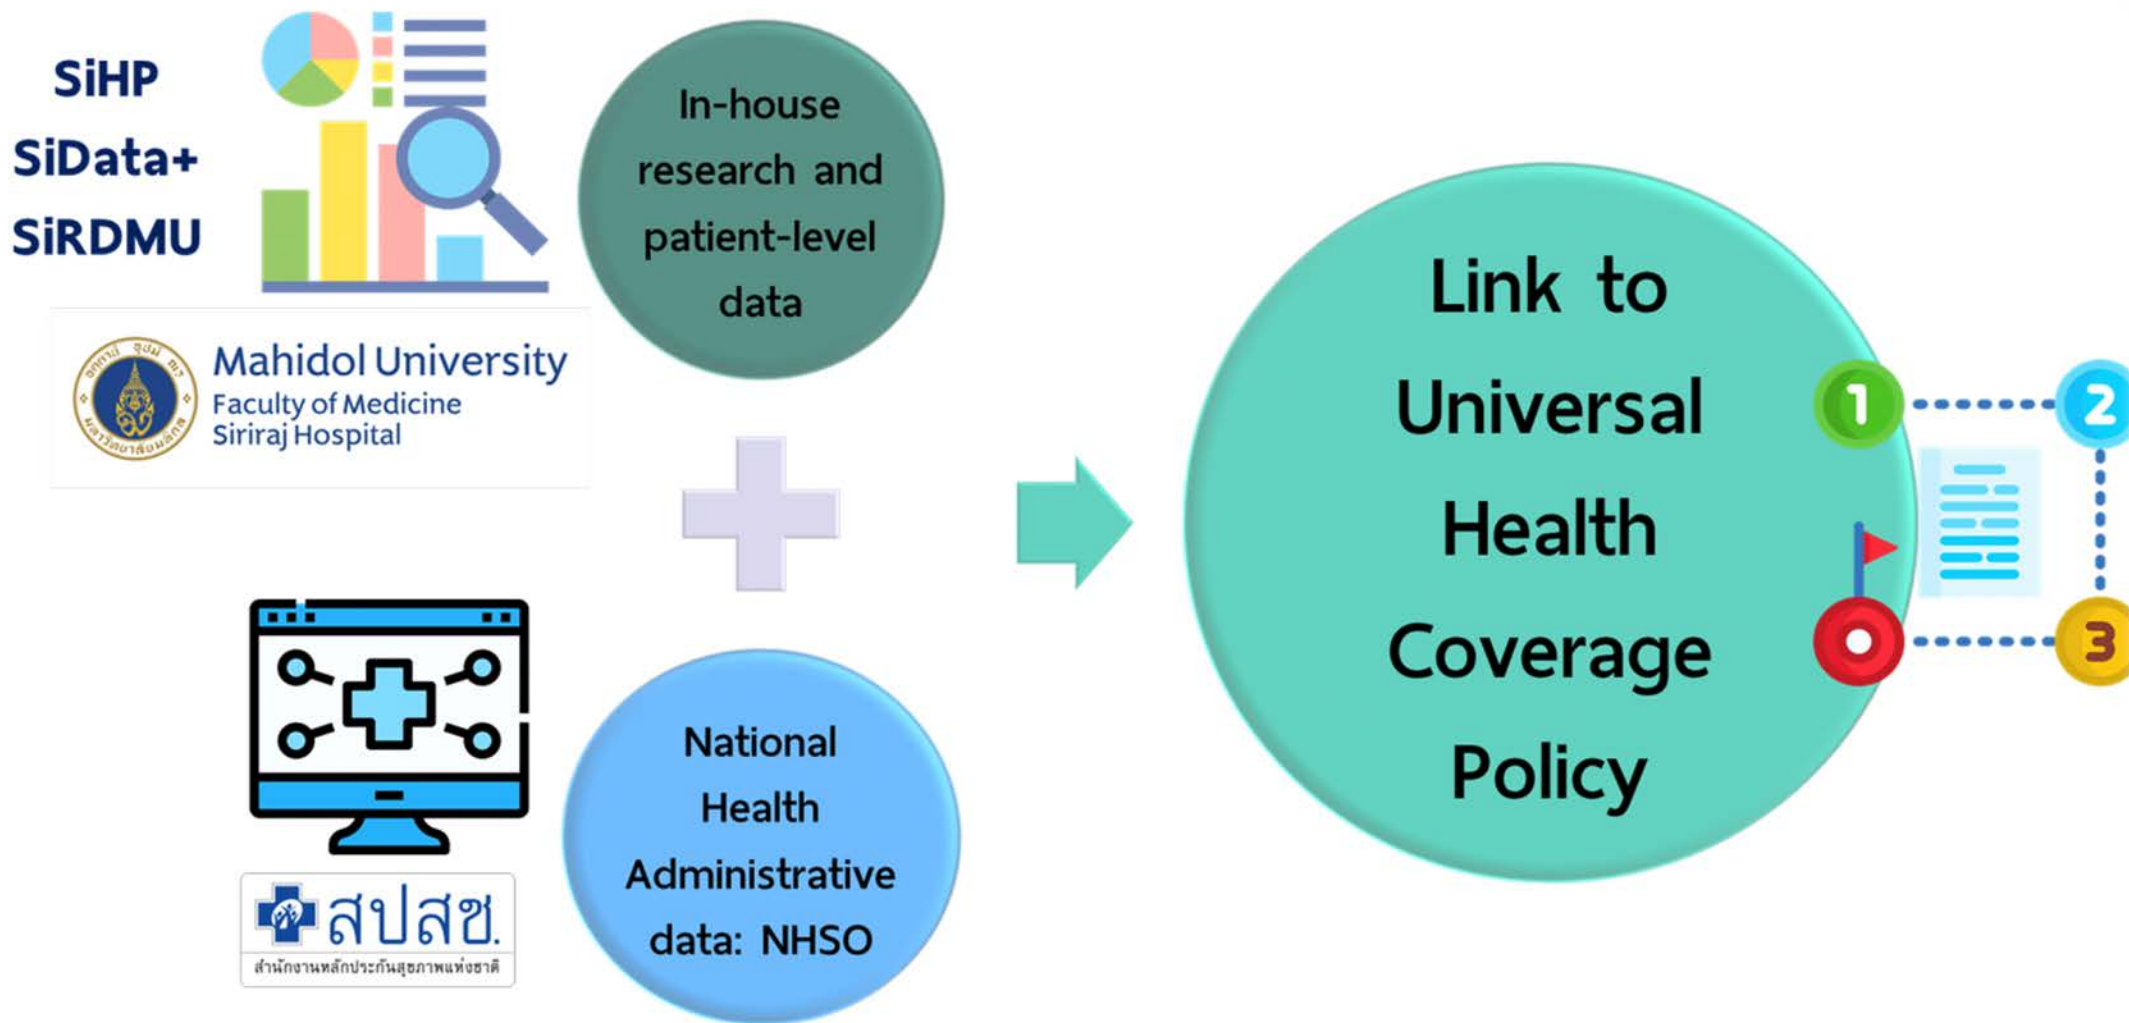 SiHP
SiData+
SiRDMU
Mahidol University
Faculty of Medicine
Siriraj Hospital
In-house
research and
patient-level
data
National
Health
Administrative
data: NHSO
สปสช.
สำนักงานหลักประกันสุขภาพแห่งชาติ
Link to
Universal
Health
Coverage
Policy
1
2
3